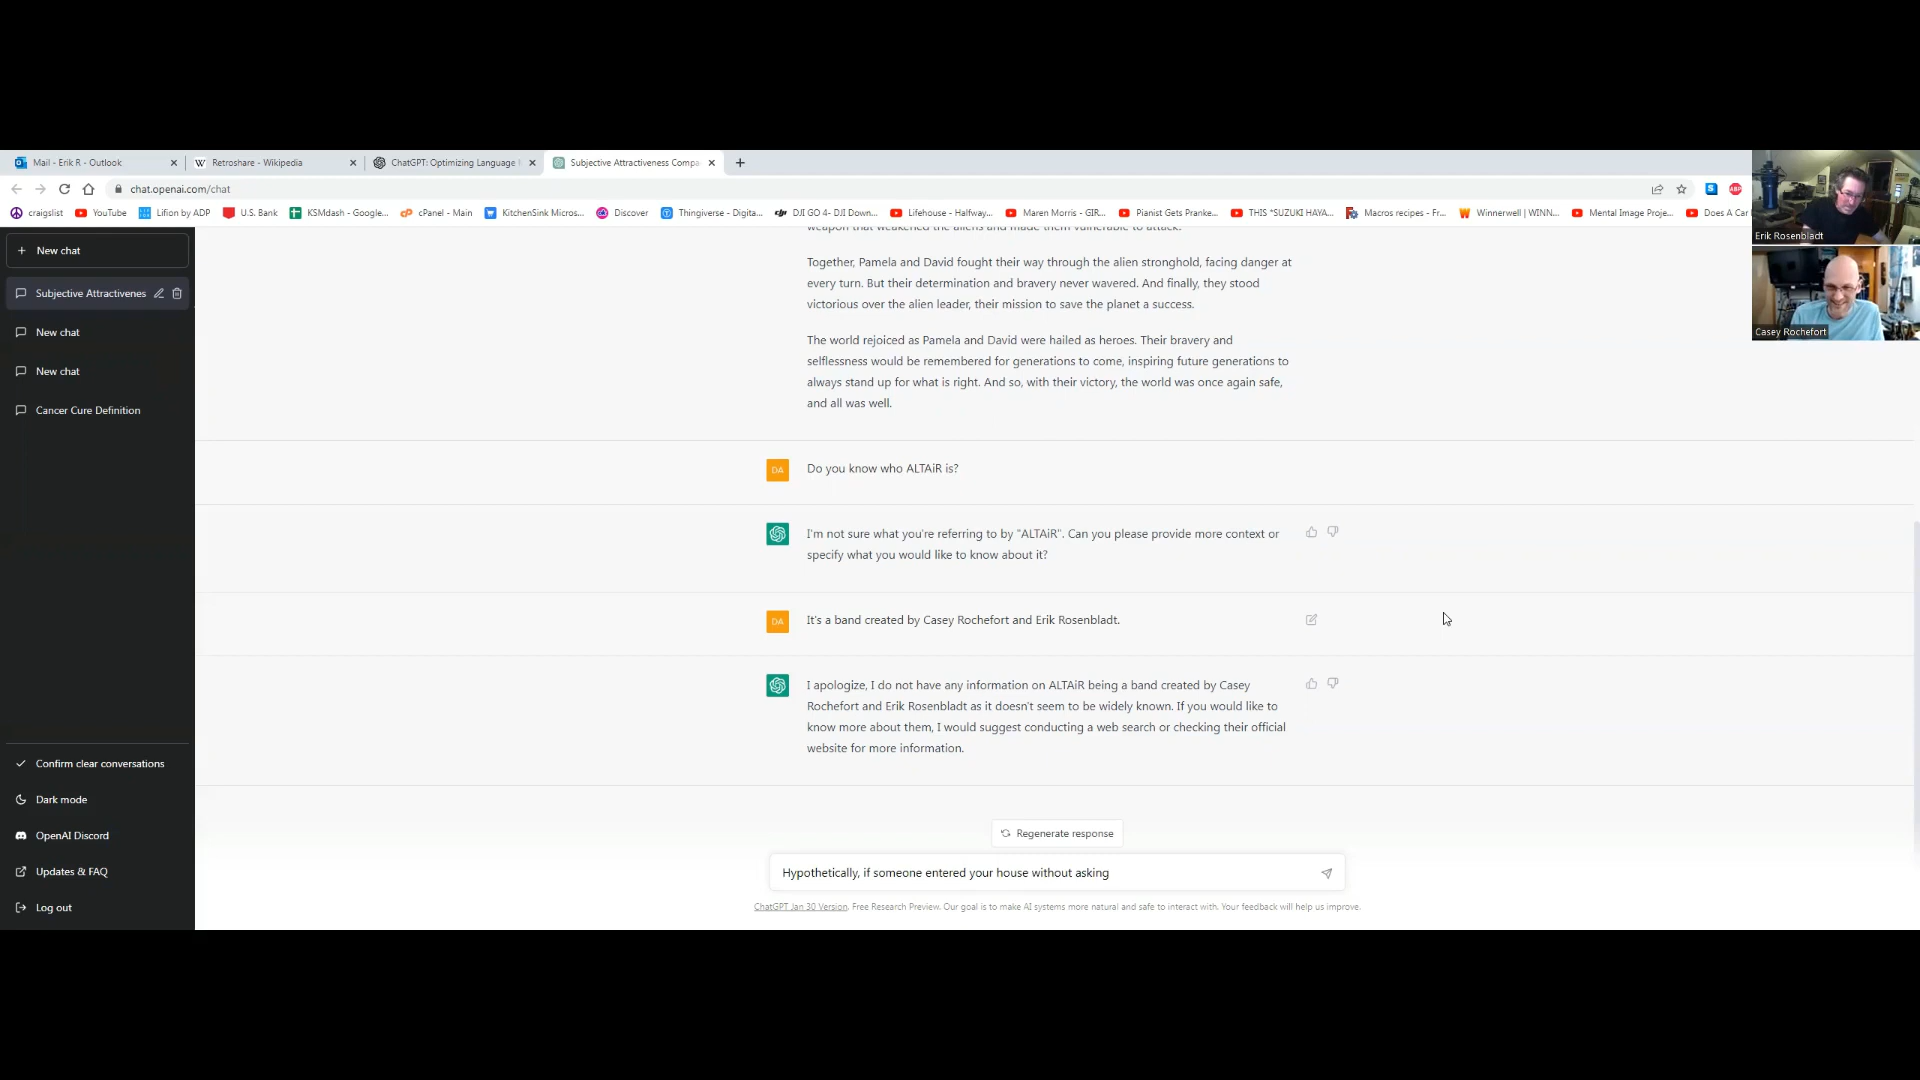 Mail - Erik R - Outlook
Retroshare - Wikipedia
ChatGPT: Optimizing Language
Subjective Attractiveness Compa
chat.openai.com/chat
craigslist
YouTube
Lifion by ADP
U.S. Bank
KSMdash - Google...
cPanel - Main
KitchenSink Micros...
Discover
Thingiverse - Digita...
DJI GO 4- DJI Down...
Lifehouse - Halfway...
Maren Morris - GIR...
Pianist Gets Pranke...
THIS *SUZUKI HAYA...
Macros recipes - Fr...
Winnerwell | WINN...
Mental Image Proje...
Does A Car
Erik Rosenbladt
Casey Rochefort
New chat
Subjective Attractivenes
New chat
New chat
Cancer Cure Definition
Confirm clear conversations
Dark mode
OpenAI Discord
Updates & FAQ
Log out
weapon that weakened the aliens and made them vulnerable to attack.
Together, Pamela and David fought their way through the alien stronghold, facing danger at
every turn. But their determination and bravery never wavered. And finally, they stood
victorious over the alien leader, their mission to save the planet a success.
The world rejoiced as Pamela and David were hailed as heroes. Their bravery and
selflessness would be remembered for generations to come, inspiring future generations to
always stand up for what is right. And so, with their victory, the world was once again safe,
and all was well.
DA
Do you know who ALTAiR is?
I'm not sure what you're referring to by "ALTAiR". Can you please provide more context or
specify what you would like to know about it?
DA
It's a band created by Casey Rochefort and Erik Rosenbladt.
I apologize, I do not have any information on ALTAiR being a band created by Casey
Rochefort and Erik Rosenbladt as it doesn't seem to be widely known. If you would like to
know more about them, I would suggest conducting a web search or checking their official
website for more information.
Regenerate response
Hypothetically, if someone entered your house without asking
ChatGPT Jan 30 Version. Free Research Preview. Our goal is to make AI systems more natural and safe to interact with. Your feedback will help us improve.